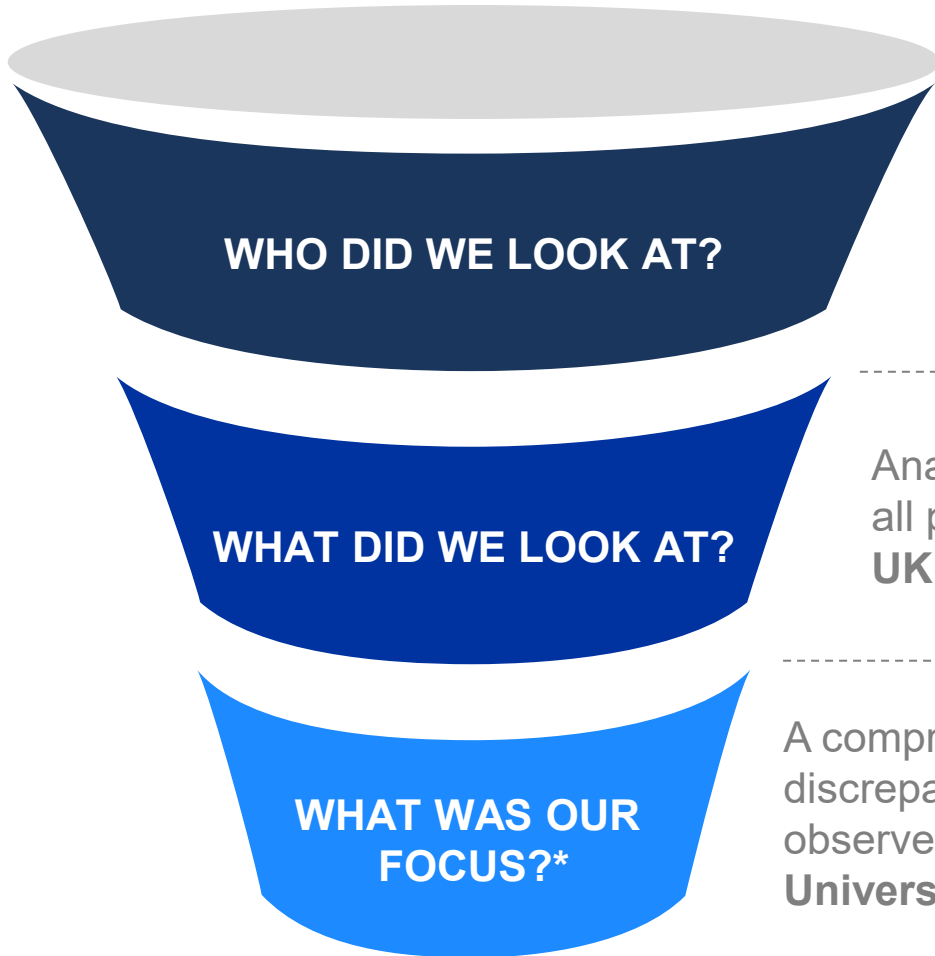 WHO DID WE LOOK AT?
WHAT DID WE LOOK AT?
Ana
all p
UK
WHAT WAS OUR
FOCUS?*
A compr
discrepa
observe
Univers